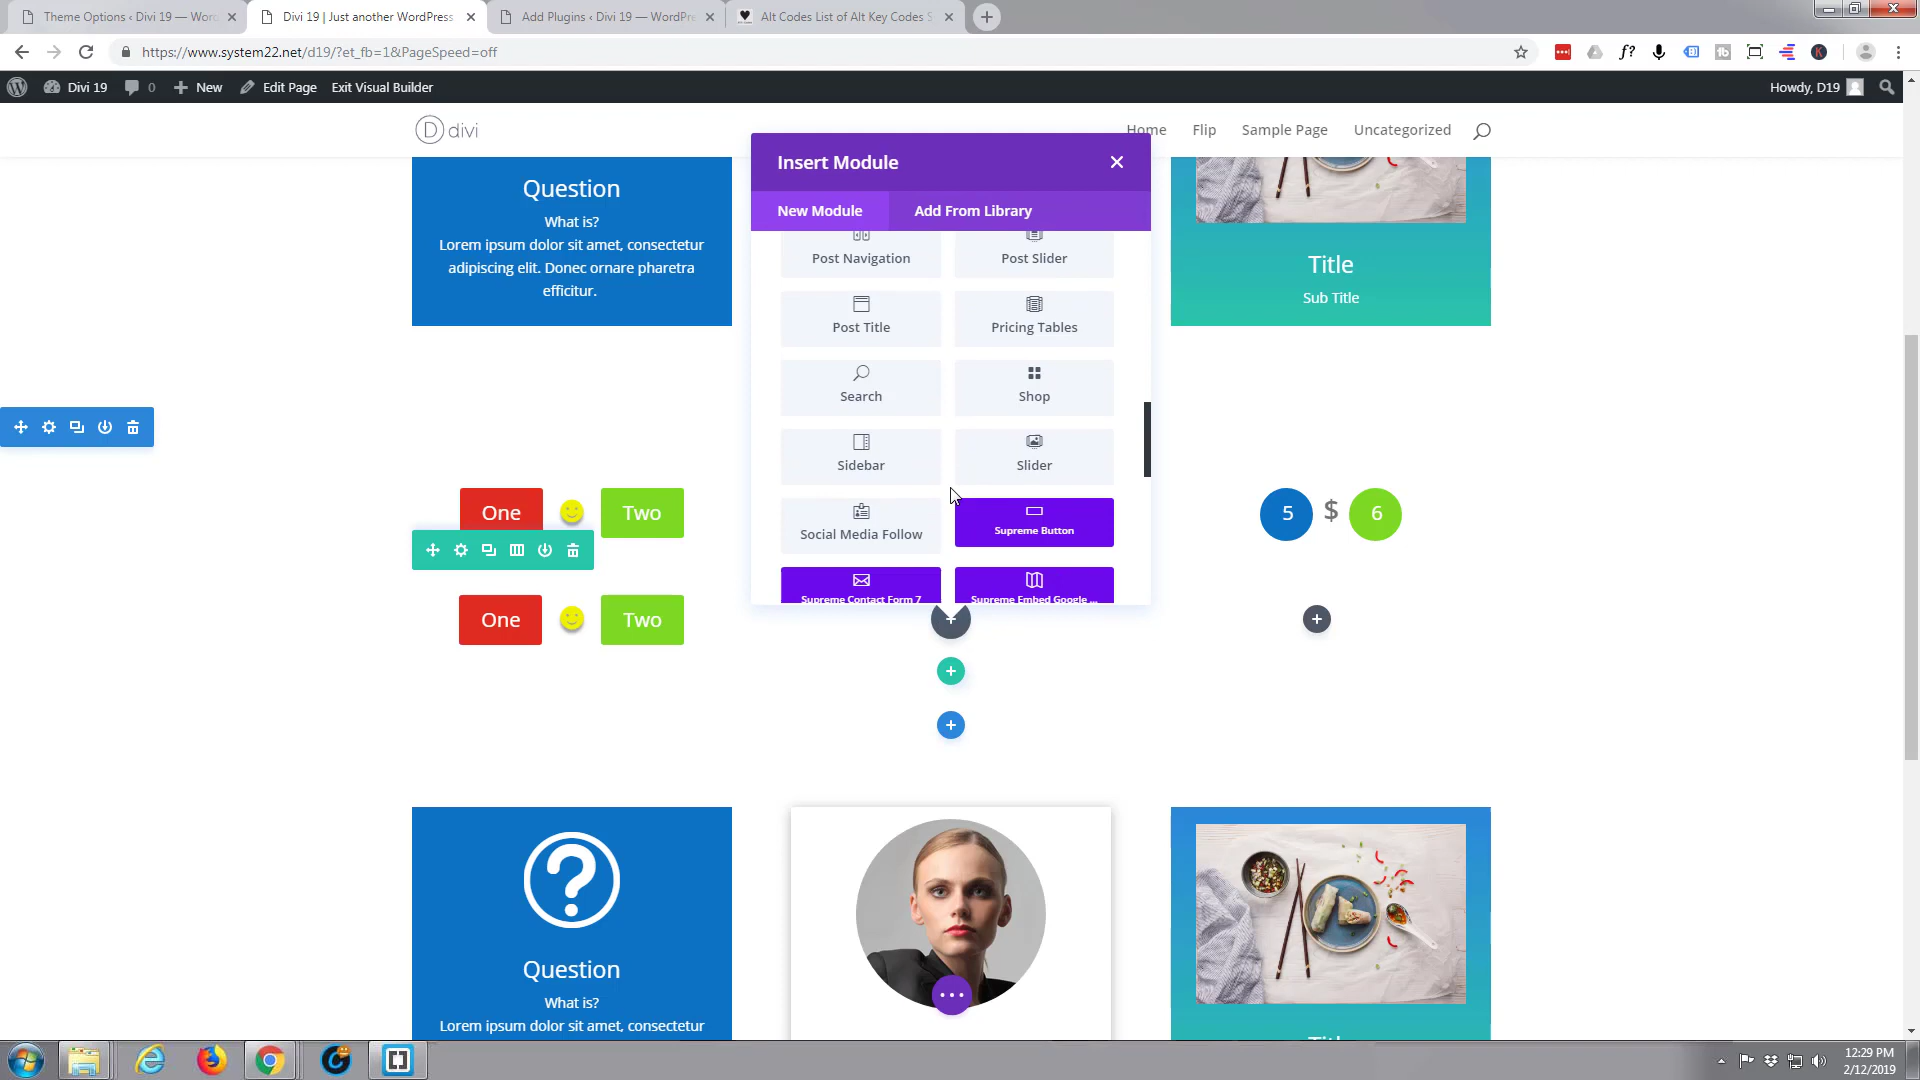 Theme Options ‹ Divi 19 — Wor
Divi 19 | Just another WordPress
Add Plugins ‹ Divi 19 — WordPre
Alt Codes List of Alt Key Codes S
https://www.system22.net/d19/?et_fb=1&PageSpeed=off
Divi 19
0
New
Edit Page
Exit Visual Builder
Howdy, D19
D divi
Home
Flip
Sample Page
Uncategorized
Insert Module
New Module
Add From Library
Question
What is?
Lorem ipsum dolor sit amet, consectetur
adipiscing elit. Donec ornare pharetra
efficitur.
Post Navigation
Post Slider
Post Title
Pricing Tables
Search
Shop
Sidebar
Slider
Social Media Follow
Supreme Button
Supreme Contact Form 7
Supreme Embed Google ...
Title
Sub Title
One
Two
5 $ 6
One
Two
Question
What is?
Lorem ipsum dolor sit amet, consectetur
12:29 PM
2/12/2019